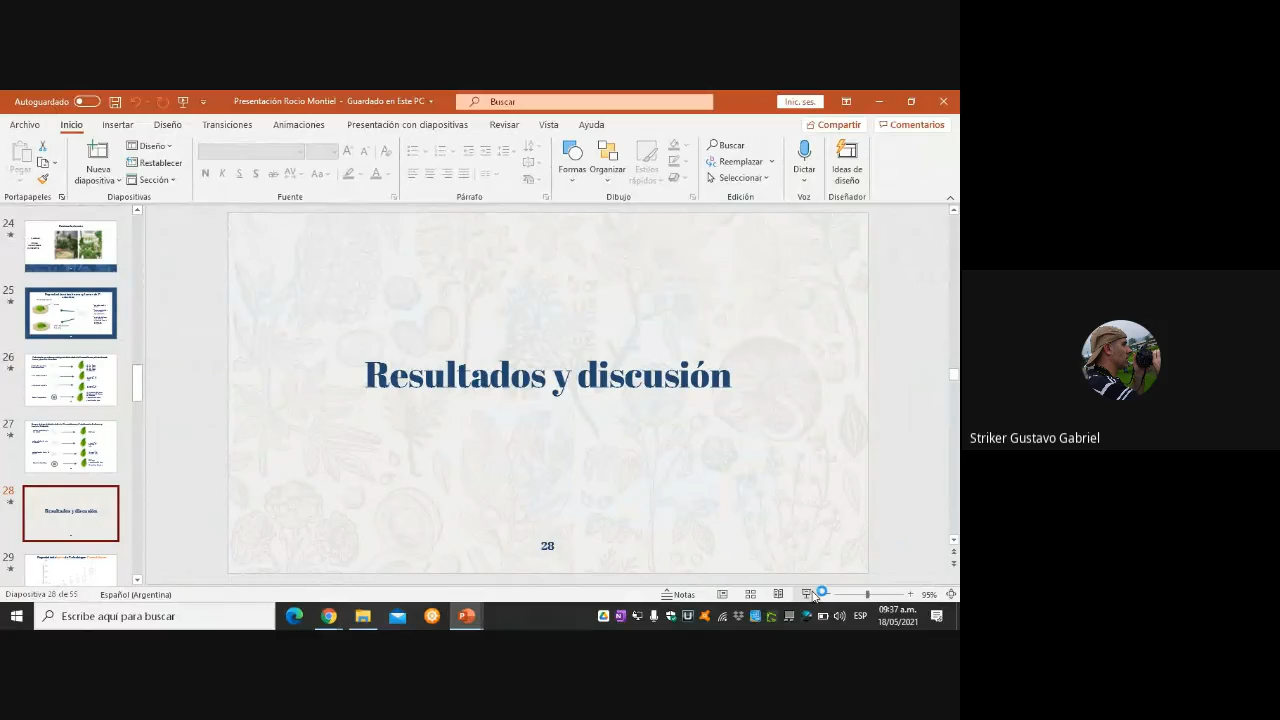 Autoguardado
Presentación Rocio Montiel - Guardado en Este PC
Buscar
Inic. ses.
Archivo Inicio Insertar Diseño Transiciones Animaciones Presentación con diapositivas Revisar Vista Ayuda Compartir Comentarios
Pegar
Nueva diapositiva
Diseño
Restablecer
Sección
N K S S ab AV Aa A
Formas
Organizar
Estilos rápidos
Buscar
Reemplazar
Seleccionar
Dictar
Ideas de diseño
Portapapeles Diapositivas Fuente Párrafo Dibujo Edición Voz Diseñador
24
25
26
27
28
Resultados y discusión
29
Resultados y discusión
28
Striker Gustavo Gabriel
Diapositiva 28 de 55 Español (Argentina) Notas 95%
Escribe aquí para buscar
ESP
09:37 a.m.
18/05/2021